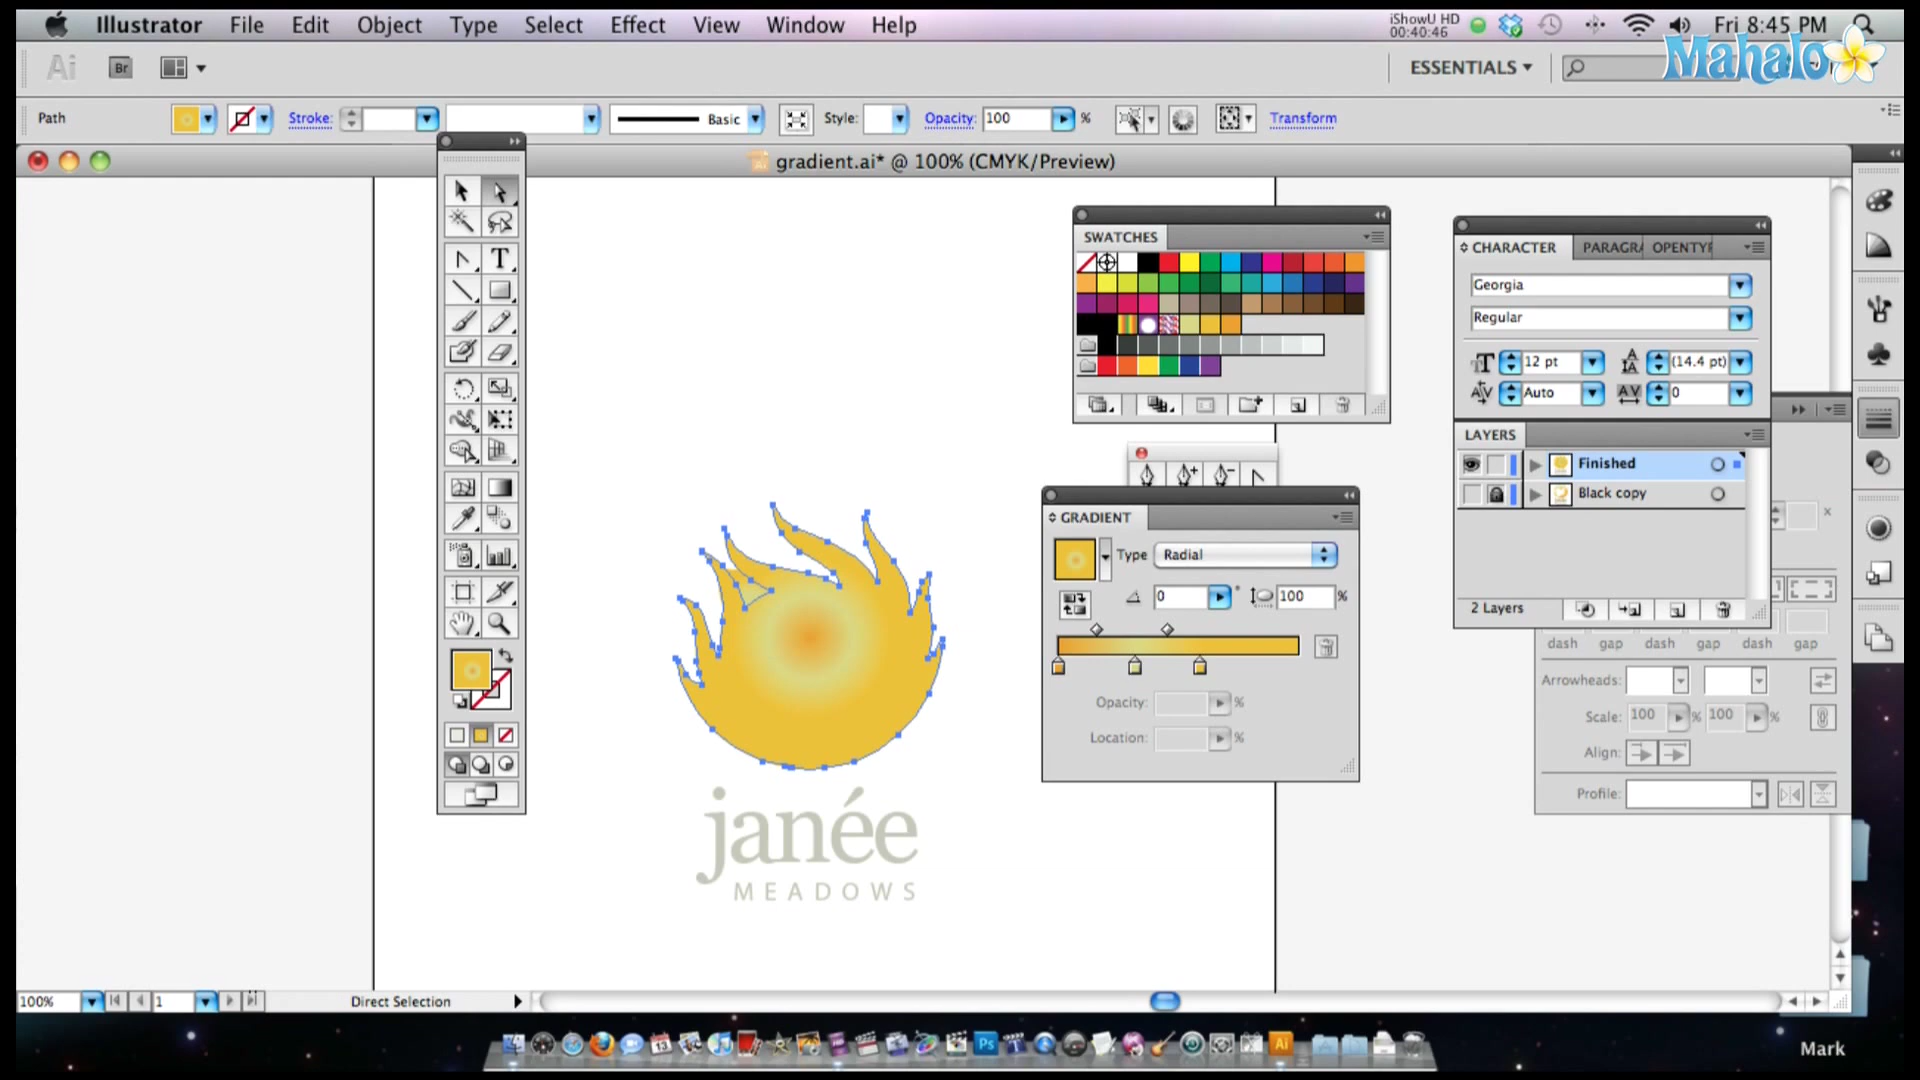 Illustrator File Edit Object Type Select Effect View Window Help iShowU HD 00:40:46 Fri 8:45 PM
Mahalo
Ai Br ESSENTIALS
Path Stroke: Basic Style: Opacity: 100 % Transform
gradient.ai* @ 100% (CMYK/Preview)
SWATCHES
CHARACTER PARAGRA OPENTYP
Georgia
Regular
12 pt (14.4 pt)
Auto 0
LAYERS
Finished
Black copy
2 Layers
GRADIENT
Type Radial
0 ° 100 %
Opacity: %
Location: %
x
dash gap dash gap dash gap
Arrowheads:
Scale: 100 % 100 %
Align:
Profile:
janée
MEADOWS
100% 1 Direct Selection
Mark